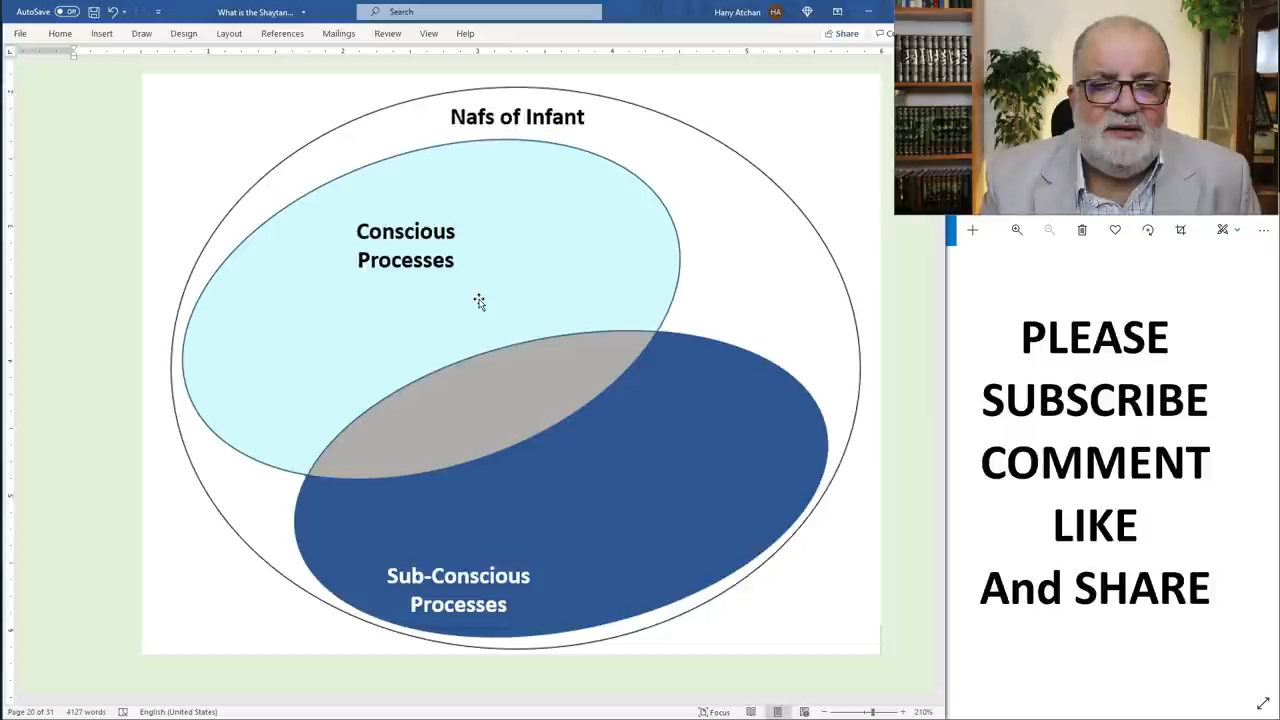 AutoSave Off What is the Shaytan... Search Hany Atchan HA
File Home Insert Draw Design Layout References Mailings Review View Help Share Co
Nafs of Infant
Conscious
Processes
Sub-Conscious
Processes
PLEASE
SUBSCRIBE
COMMENT
LIKE
And SHARE
Page 20 of 31 4127 words English (United States) Focus 210%